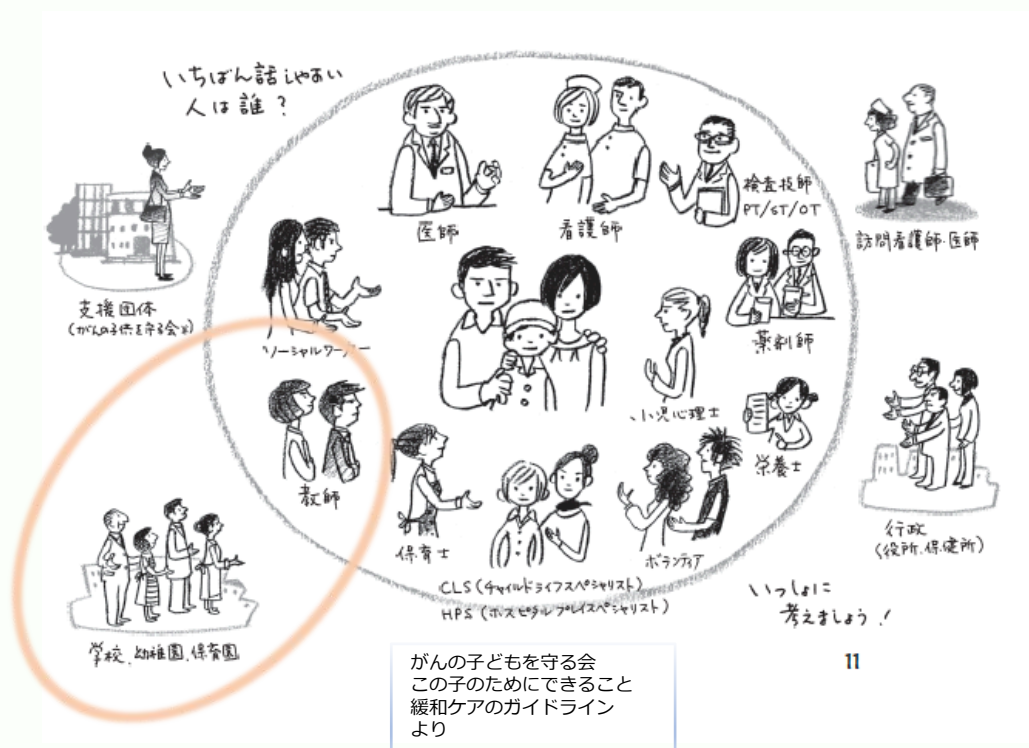 いちばん話しやすい
人は誰？
医師
看護師
検査技師
PT/ST/OT
訪問看護師・医師
支援団体
(がんの子供を守る会※)
ソーシャルワーカー
薬剤師
小児心理士
栄養士
教師
保育士
ボランティア
行政
(役所、保健所)
CLS (チャイルドライフスペシャリスト)
HPS (ホスピタルプレイスペシャリスト)
いっしょに
考えましょう！
学校、幼稚園、保育園
がんの子どもを守る会
この子のためにできること
緩和ケアのガイドライン
より
11